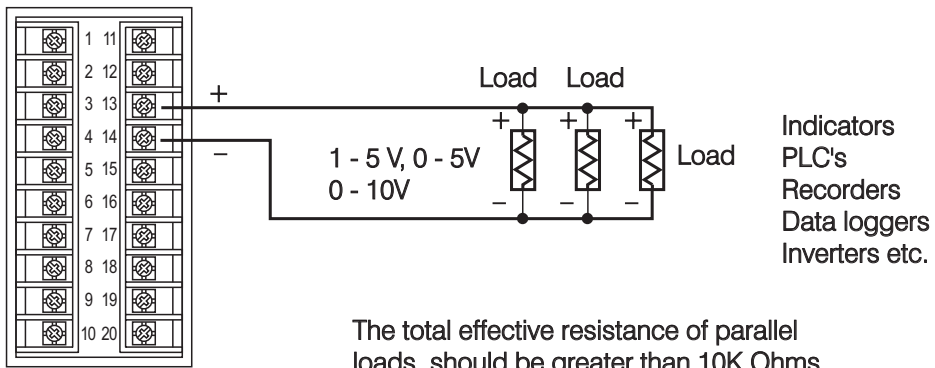 1 11
2 12
3 13
4 14
5 15
6 16
7 17
8 18
9 19
10 20
+
−
Load Load
+ + +
1 - 5 V, 0 - 5V
0 - 10V
Load
− − −
Indicators
PLC's
Recorders
Data loggers
Inverters etc.
The total effective resistance of parallel
loads, should be greater than 10K Ohms